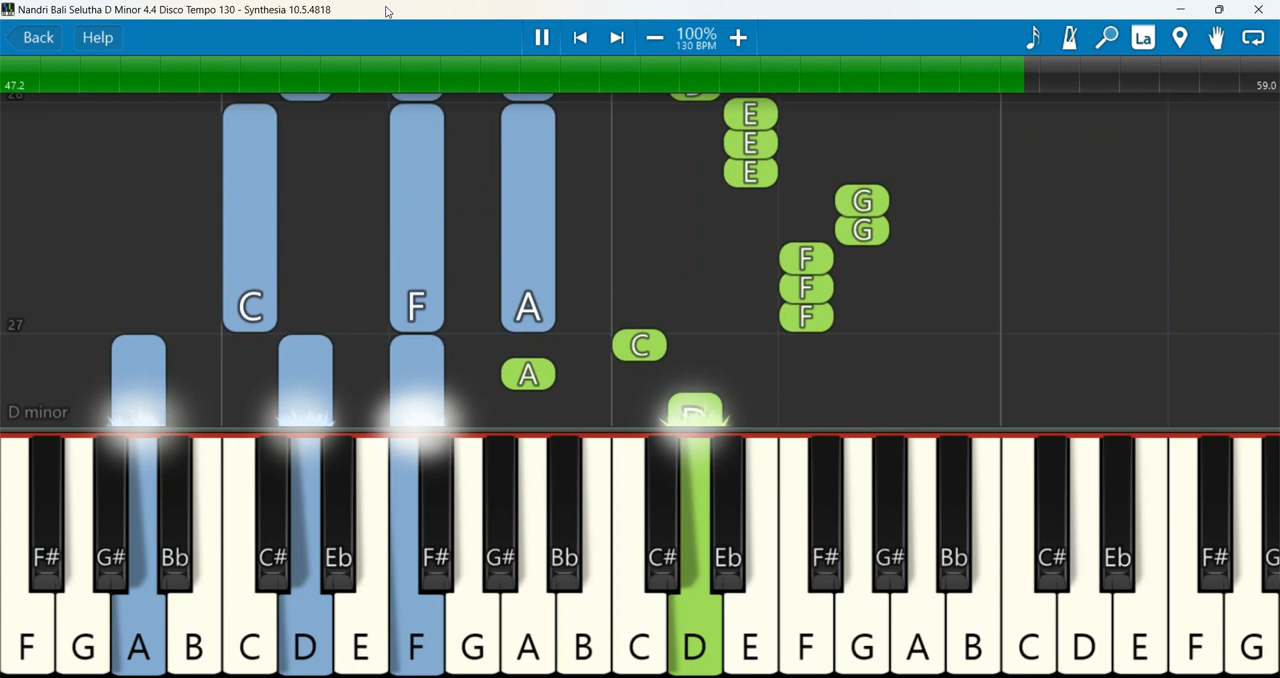 Nandri Bali Selutha D Minor 4.4 Disco Tempo 130 - Synthesia 10.5.4818
Back Help 100% La
130 BPM
47.2 59.0
28 D
E
E
E
G
G
F
F
C F A F
27
C
A
D minor D
F# G# Bb C# Eb F# G# Bb C# Eb F# G# Bb C# Eb F# G
F G A B C D E F G A B C D E F G A B C D E F G